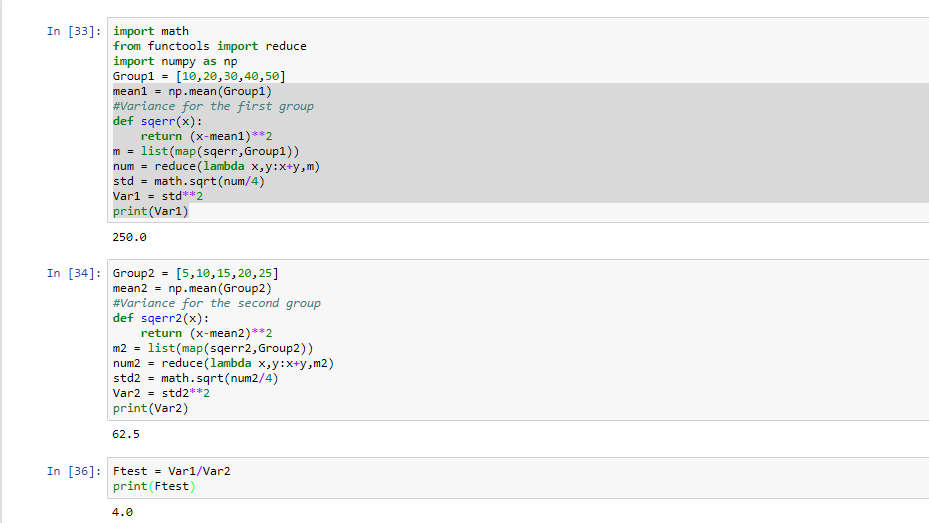 In [33]: import math
from functools import reduce
import numpy as np
Group1 = [10,20,30,40,50]
mean1 = np.mean(Group1)
#Variance for the first group
def sqerr(x):
    return (x-mean1)**2
m = list(map(sqerr,Group1))
num = reduce(lambda x,y:x+y,m)
std = math.sqrt(num/4)
Var1 = std**2
print(Var1)
250.0
In [34]: Group2 = [5,10,15,20,25]
mean2 = np.mean(Group2)
#Variance for the second group
def sqerr2(x):
    return (x-mean2)**2
m2 = list(map(sqerr2,Group2))
num2 = reduce(lambda x,y:x+y,m2)
std2 = math.sqrt(num2/4)
Var2 = std2**2
print(Var2)
62.5
In [36]: Ftest = Var1/Var2
print(Ftest)
4.0